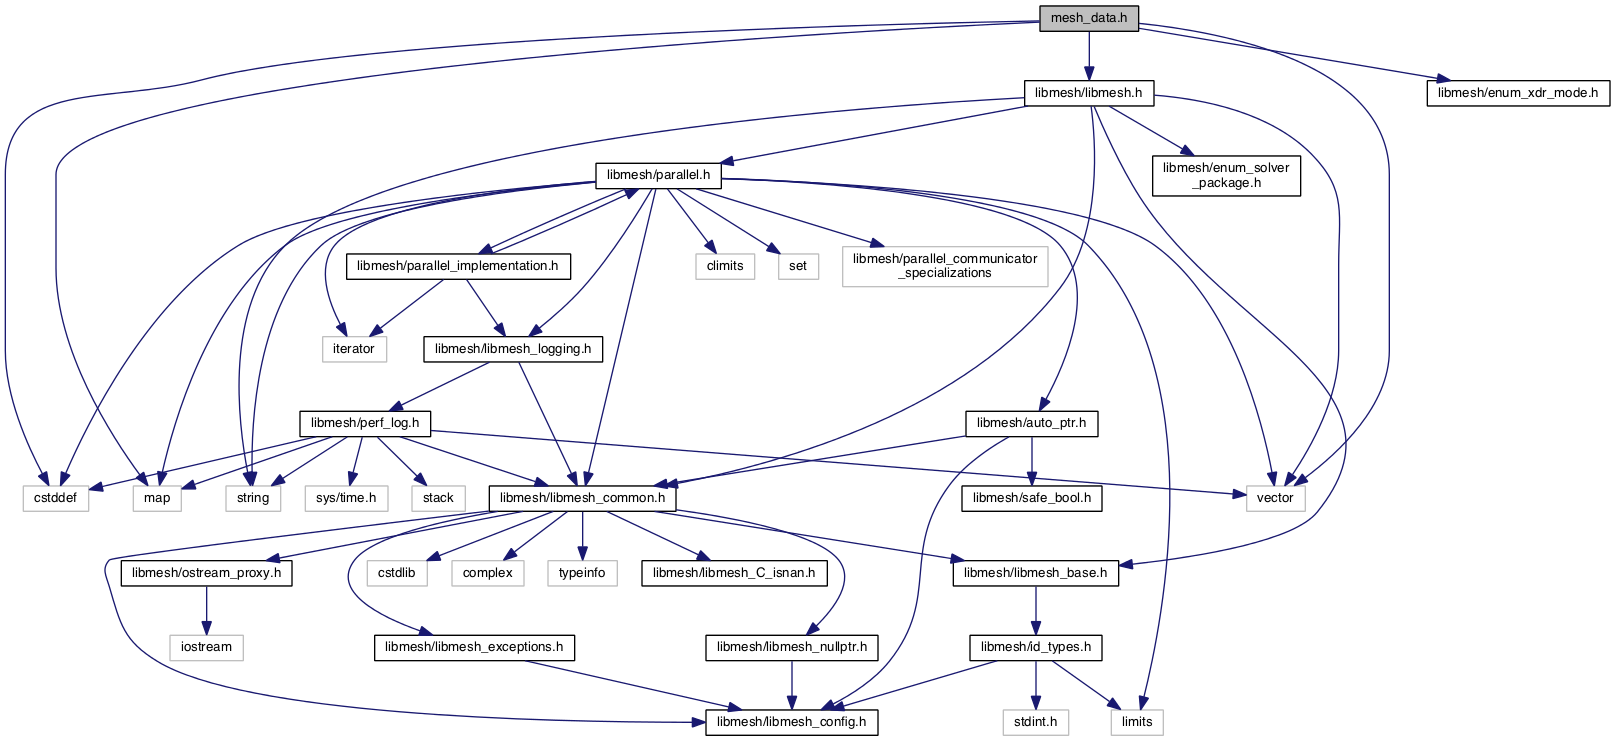 mesh_data.h
libmesh/libmesh.h
libmesh/enum_xdr_mode.h
libmesh/parallel.h
libmesh/enum_solver
_package.h
libmesh/parallel_implementation.h
climits
set
libmesh/parallel_communicator
_specializations
iterator
libmesh/libmesh_logging.h
libmesh/perf_log.h
libmesh/auto_ptr.h
cstddef
map
string
sys/time.h
stack
libmesh/libmesh_common.h
libmesh/safe_bool.h
vector
libmesh/ostream_proxy.h
cstdlib
complex
typeinfo
libmesh/libmesh_C_isnan.h
libmesh/libmesh_base.h
iostream
libmesh/libmesh_exceptions.h
libmesh/libmesh_nullptr.h
libmesh/id_types.h
libmesh/libmesh_config.h
stdint.h
limits